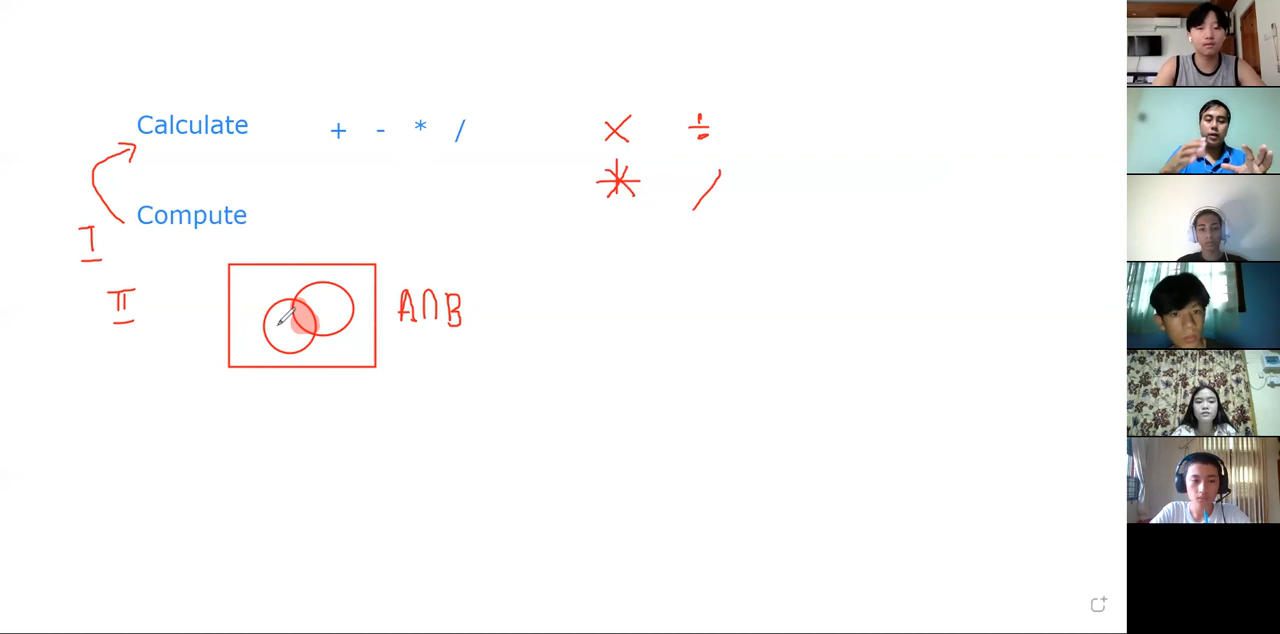 Calculate + - * / × ÷
* /
Compute
I
II A∩B